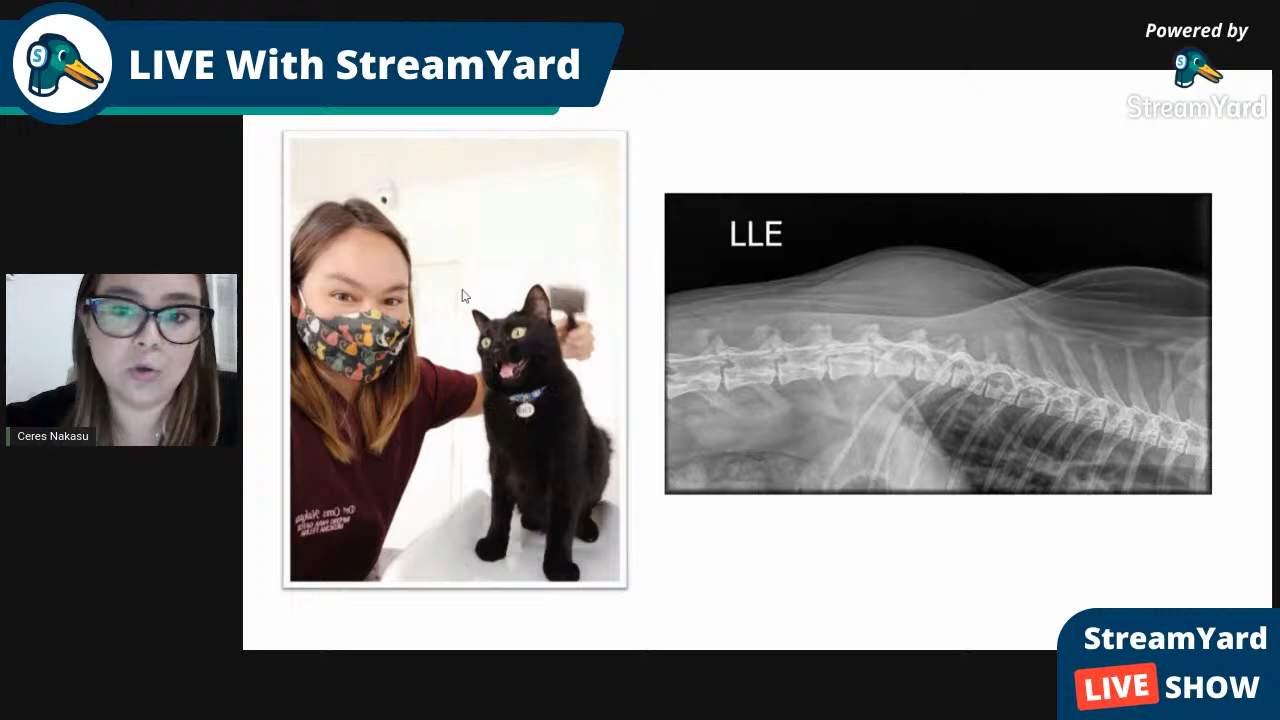 LIVE With StreamYard
Powered by
StreamYard
LLE
Ceres Nakasu
StreamYard
LIVE SHOW